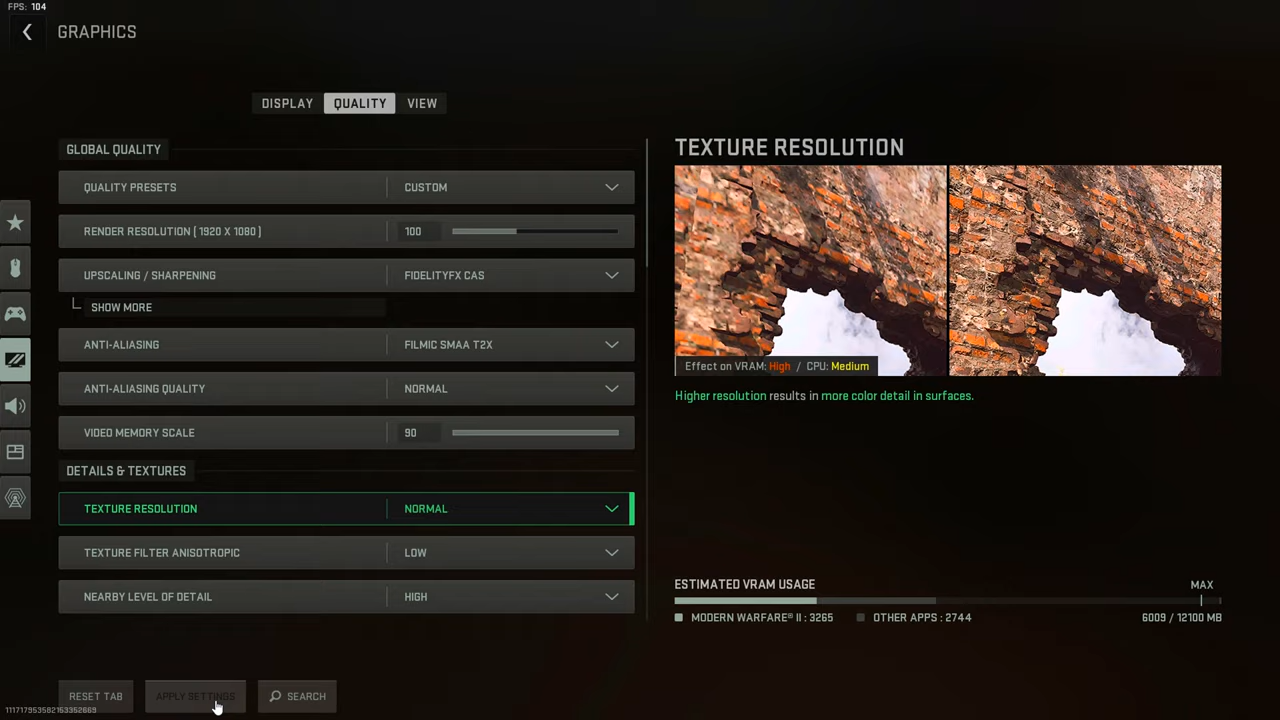 FPS: 104
GRAPHICS
DISPLAY QUALITY VIEW
GLOBAL QUALITY
QUALITY PRESETS CUSTOM
RENDER RESOLUTION [ 1920 X 1080 ] 100
UPSCALING / SHARPENING FIDELITYFX CAS
SHOW MORE
ANTI-ALIASING FILMIC SMAA T2X
ANTI-ALIASING QUALITY NORMAL
VIDEO MEMORY SCALE 90
DETAILS & TEXTURES
TEXTURE RESOLUTION NORMAL
TEXTURE FILTER ANISOTROPIC LOW
NEARBY LEVEL OF DETAIL HIGH
TEXTURE RESOLUTION
Effect on VRAM: High / CPU: Medium
Higher resolution results in more color detail in surfaces.
ESTIMATED VRAM USAGE MAX
MODERN WARFARE® II : 3265 OTHER APPS : 2744 6009 / 12100 MB
RESET TAB APPLY SETTINGS SEARCH